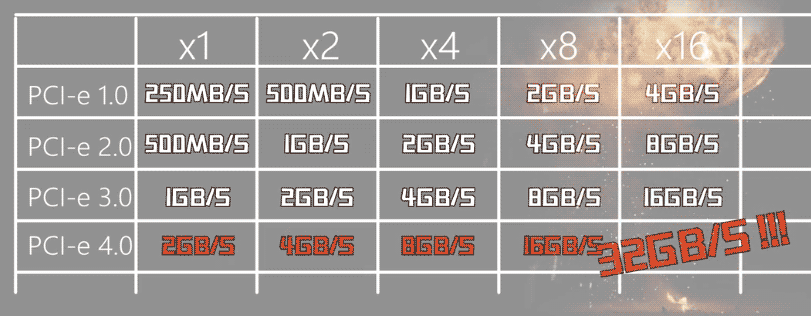 x1 x2 x4 x8 x16
PCI-e 1.0 250MB/S 500MB/S 1GB/S 2GB/S 4GB/S
PCI-e 2.0 500MB/S 1GB/S 2GB/S 4GB/S 8GB/S
PCI-e 3.0 1GB/S 2GB/S 4GB/S 8GB/S 16GB/S
PCI-e 4.0 2GB/S 4GB/S 8GB/S 16GB/S 32GB/S !!!